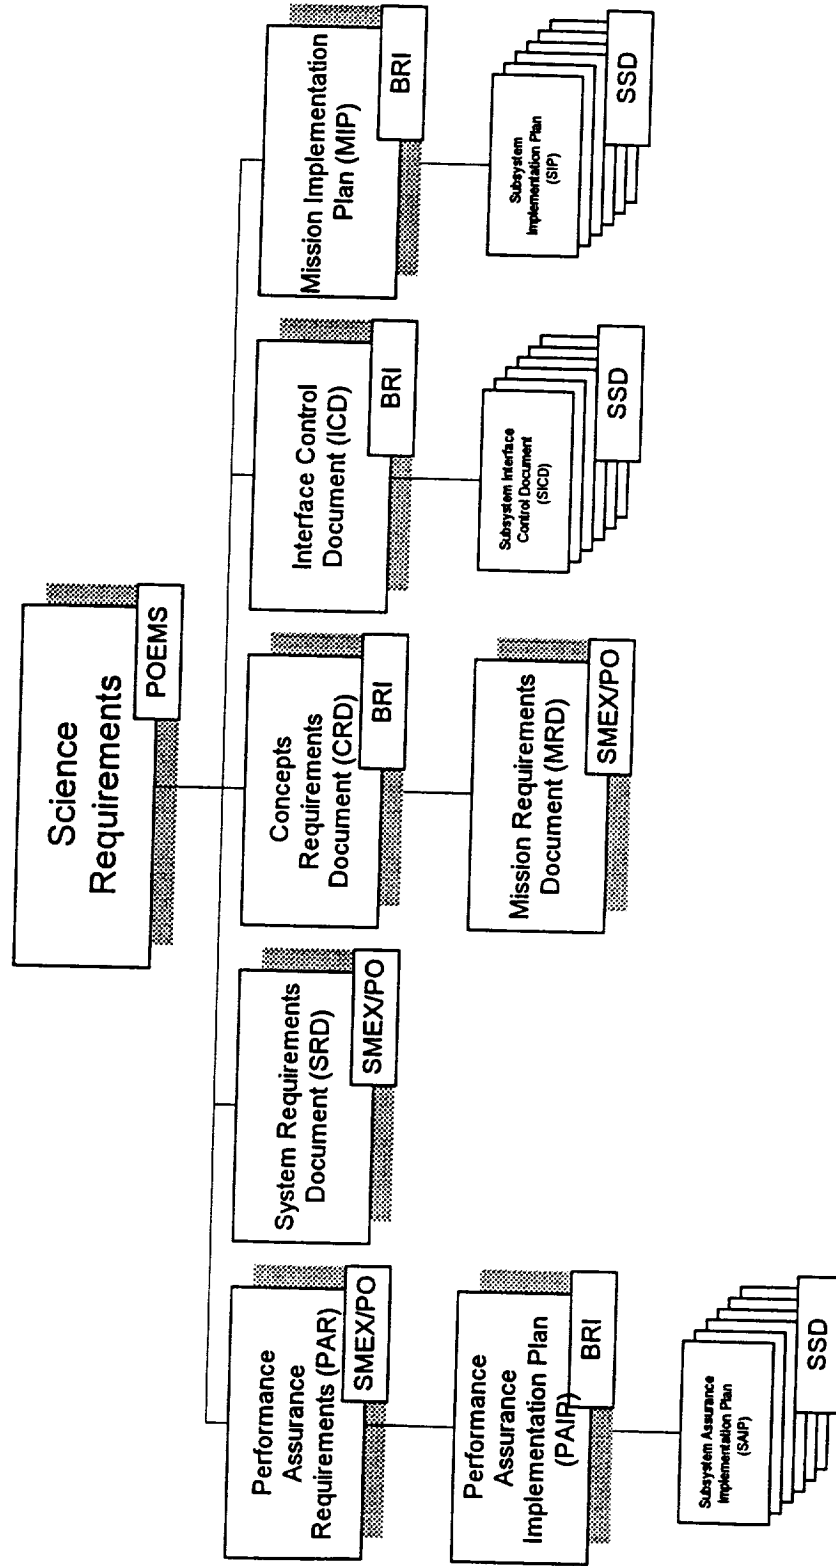 Science
Requirements
POEMS
Performance
Assurance
Requirements (PAR)
SMEX/PO
System Requirements
Document (SRD)
SMEX/PO
Concepts
Requirements
Document (CRD)
BRI
Interface Control
Document (ICD)
BRI
Mission Implementation
Plan (MIP)
BRI
Performance
Assurance
Implementation Plan
(PAIP)
BRI
Mission Requirements
Document (MRD)
SMEX/PO
Subsystem Interface
Control Document
(SICD)
SSD
Subsystem
Implementation Plan
(SIP)
SSD
Subsystem Assurance
Implementation Plan
(SAIP)
SSD